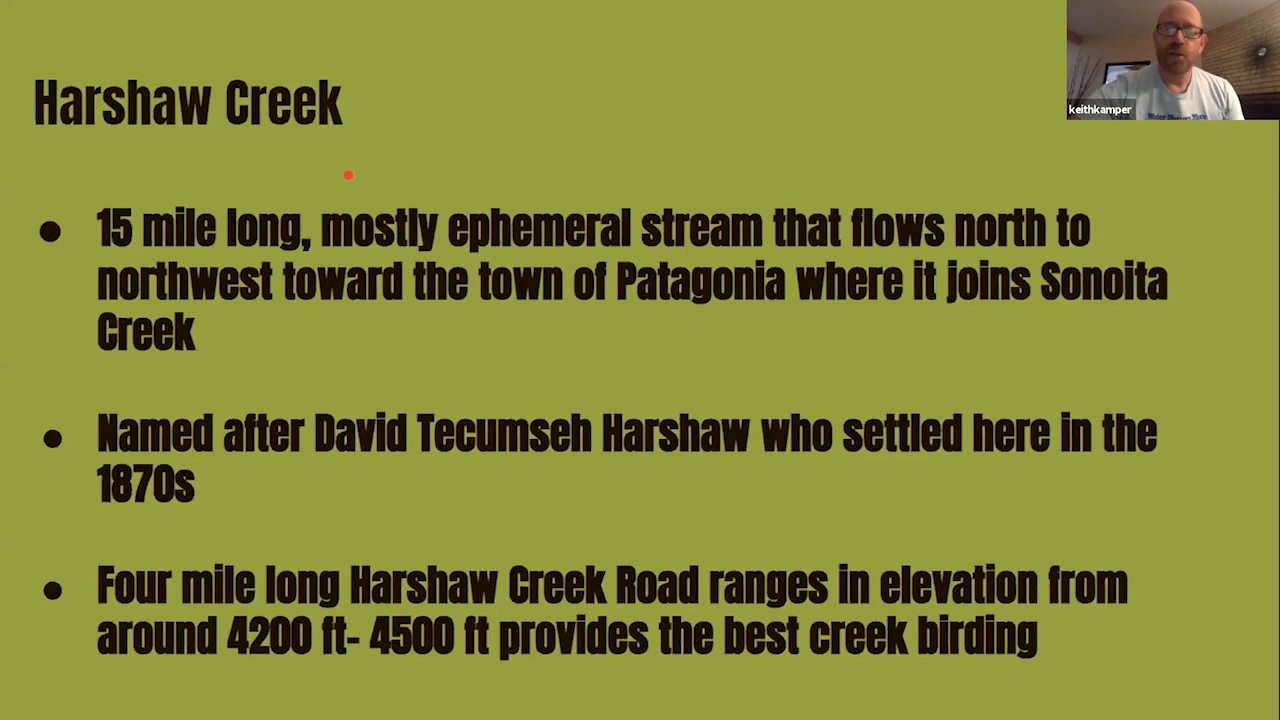 Harshaw Creek
keithkamper
● 15 mile long, mostly ephemeral stream that flows north to
northwest toward the town of Patagonia where it joins Sonoita
Creek
● Named after David Tecumseh Harshaw who settled here in the
1870s
● Four mile long Harshaw Creek Road ranges in elevation from
around 4200 ft- 4500 ft provides the best creek birding